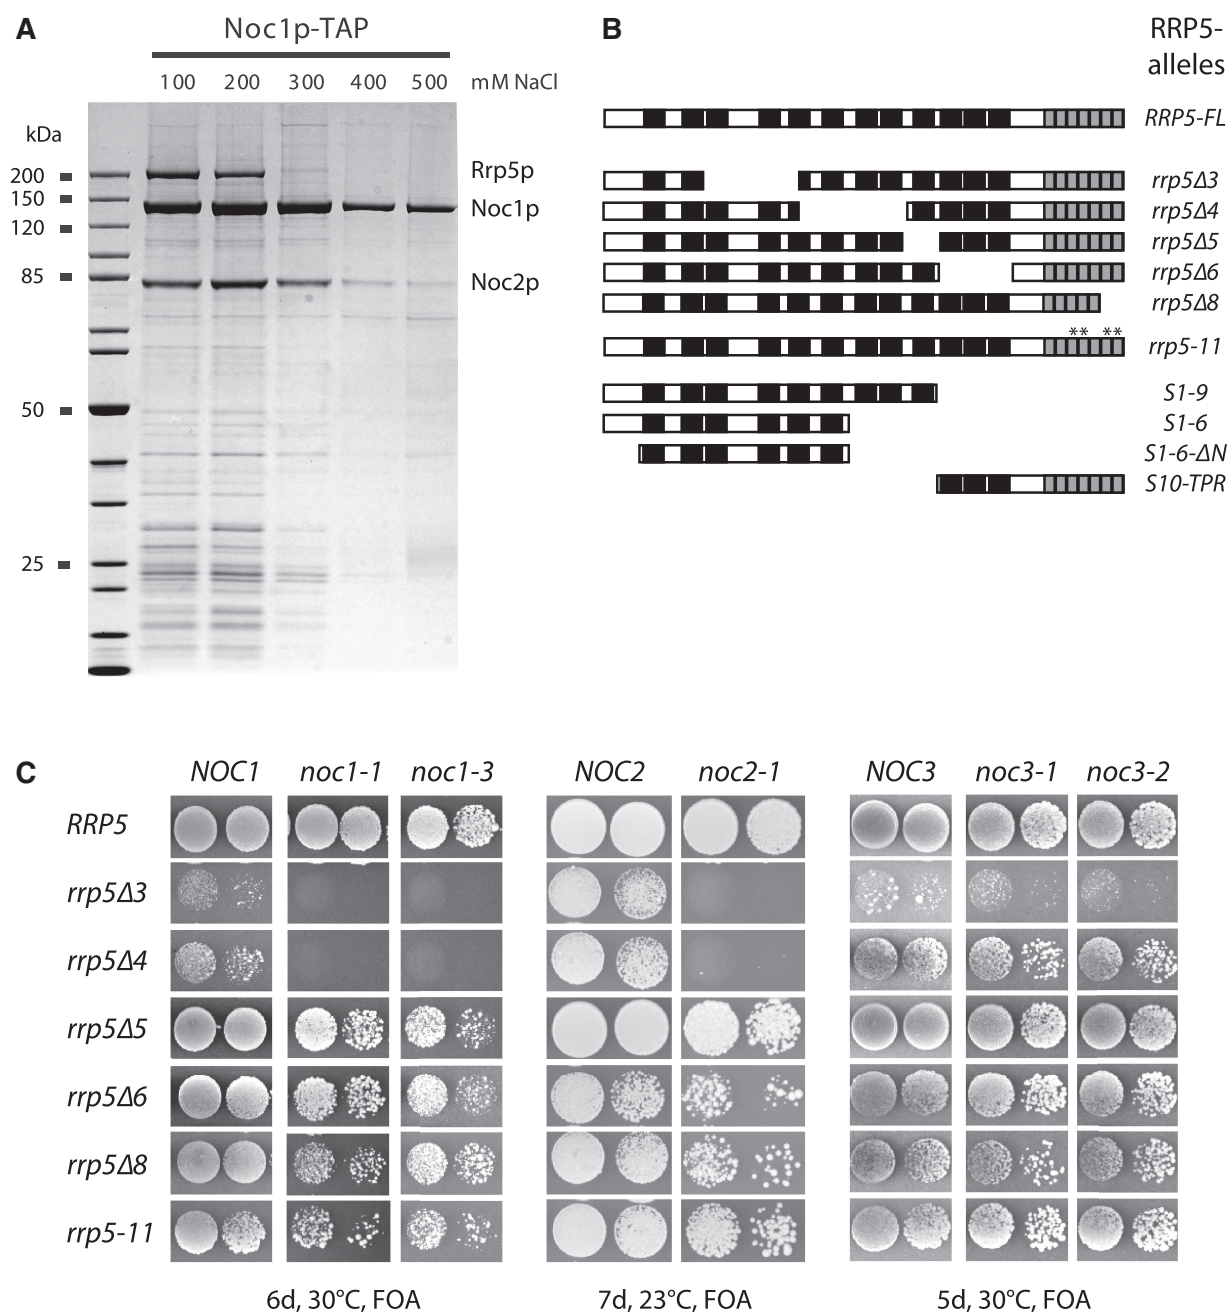 A
Noc1p-TAP
100 200 300 400 500 mM NaCl
kDa
200
150
120
85
50
25
Rrp5p
Noc1p
Noc2p
B
RRP5-
alleles
RRP5-FL
rrp5Δ3
rrp5Δ4
rrp5Δ5
rrp5Δ6
rrp5Δ8
** **
rrp5-11
S1-9
S1-6
S1-6-ΔN
S10-TPR
C
NOC1 noc1-1 noc1-3 NOC2 noc2-1 NOC3 noc3-1 noc3-2
RRP5
rrp5Δ3
rrp5Δ4
rrp5Δ5
rrp5Δ6
rrp5Δ8
rrp5-11
6d, 30°C, FOA 7d, 23°C, FOA 5d, 30°C, FOA